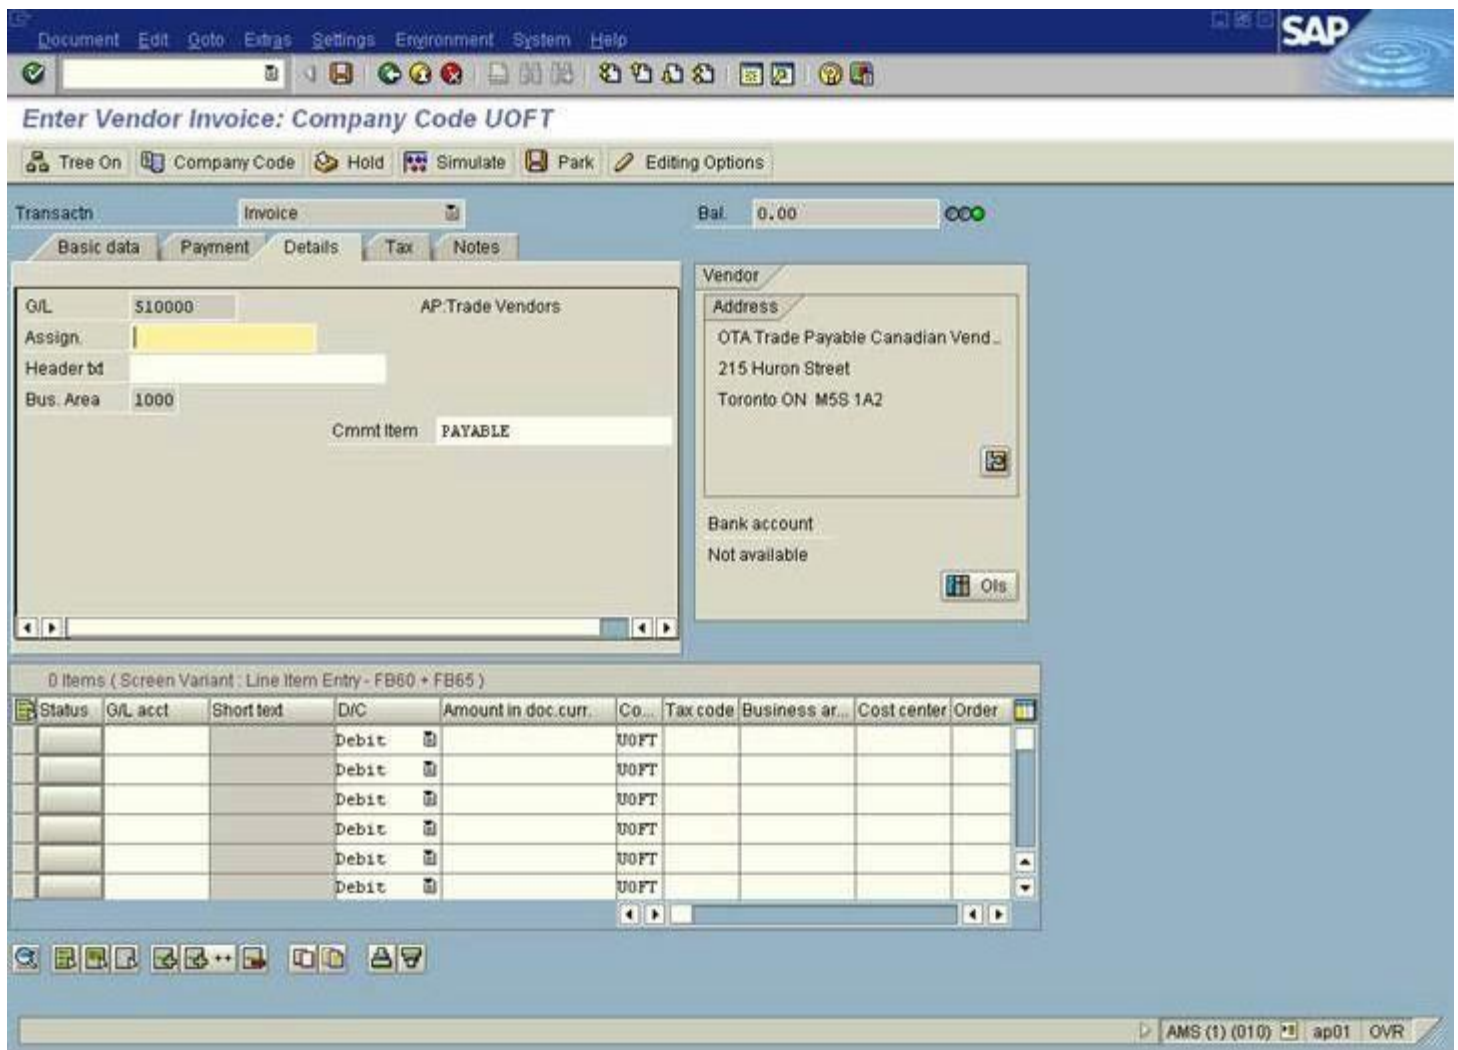 Document Edit Goto Extras Settings Environment System Help
SAP
Enter Vendor Invoice: Company Code UOFT
Tree On Company Code Hold Simulate Park Editing Options
Transactn Invoice Bal. 0.00
Basic data Payment Details Tax Notes
Vendor
G/L 510000 AP:Trade Vendors
Address
Assign.
OTA Trade Payable Canadian Vend...
Header txt
215 Huron Street
Bus. Area 1000
Toronto ON M5S 1A2
Cmmt Item PAYABLE
Bank account
Not available
OIs
0 Items ( Screen Variant : Line Item Entry - FB60 + FB65 )
Status G/L acct Short text D/C Amount in doc.curr. Co... Tax code Business ar... Cost center Order
Debit UOFT
Debit UOFT
Debit UOFT
Debit UOFT
Debit UOFT
Debit UOFT
AMS (1) (010) ap01 OVR